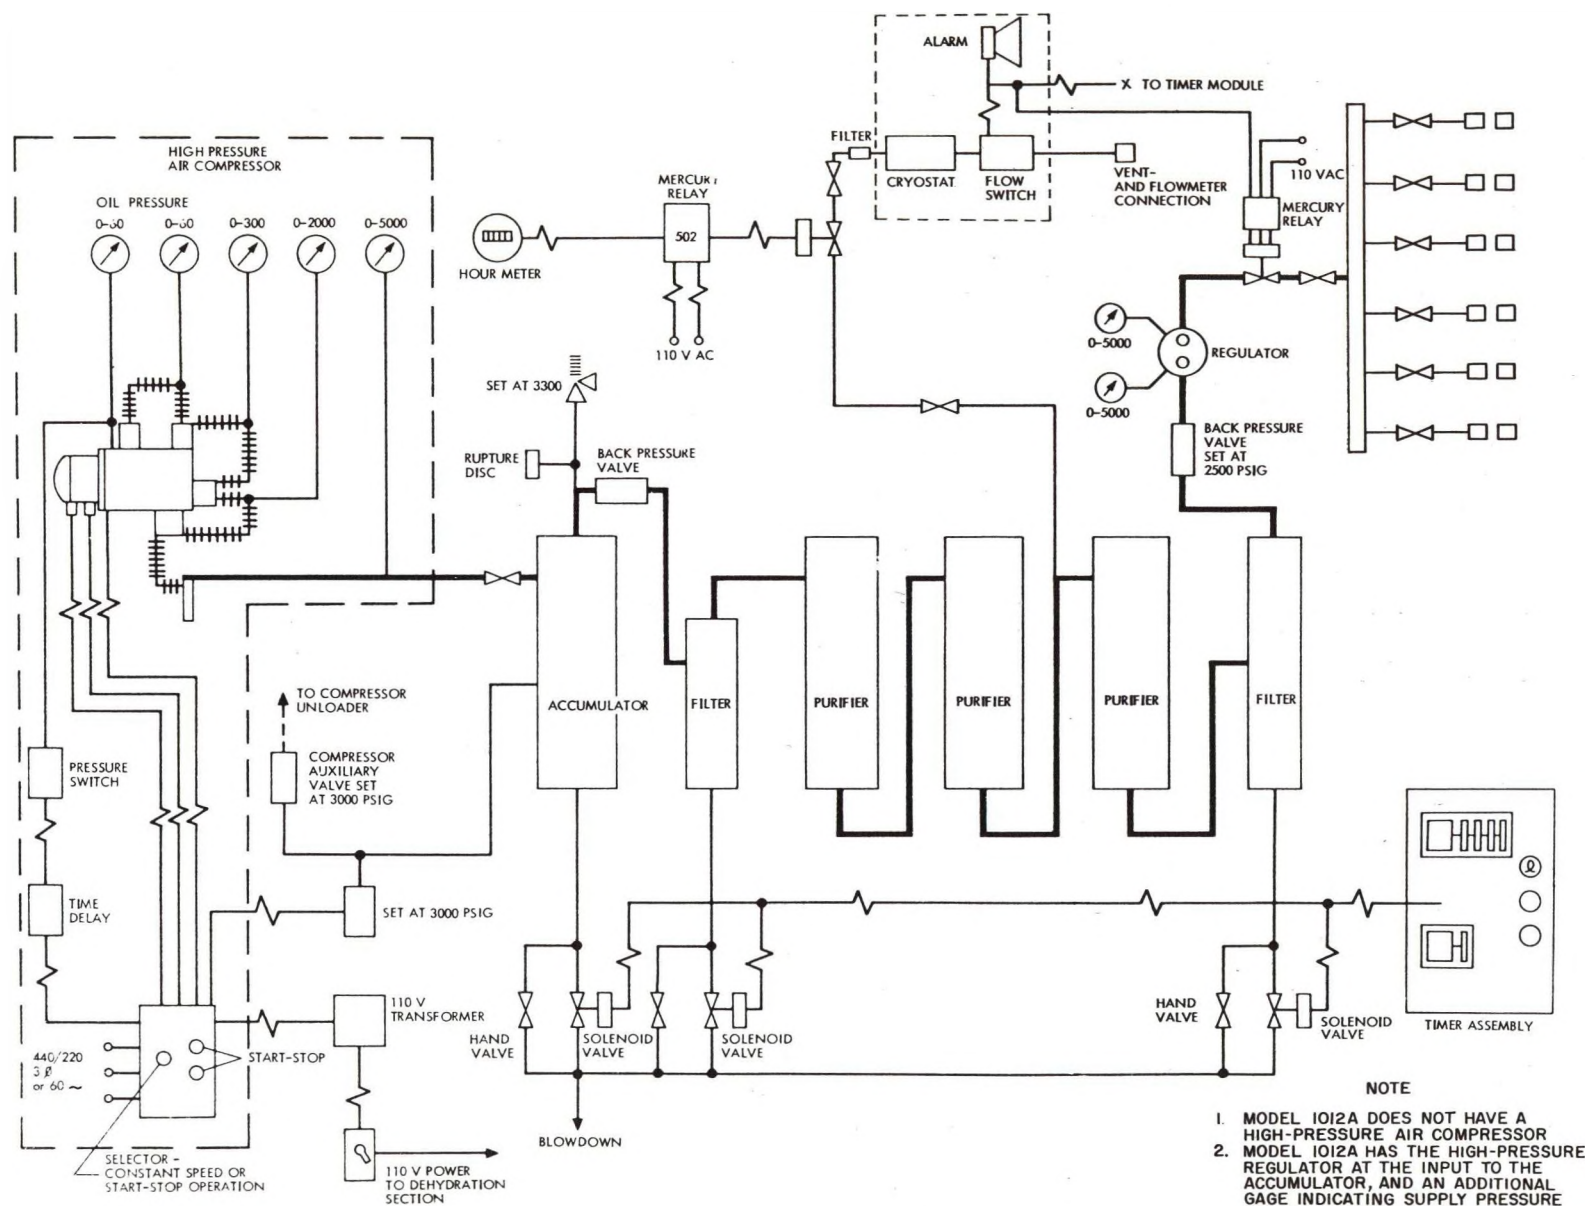 ALARM
X TO TIMER MODULE
FILTER
CRYOSTAT
FLOW
SWITCH
VENT-
AND FLOWMETER
CONNECTION
110 VAC
MERCURY
RELAY
HIGH PRESSURE
AIR COMPRESSOR
OIL PRESSURE
0-60
0-300
0-2000
0-5000
MERCURY
RELAY
502
HOUR METER
110 V AC
SET AT 3300
RUPTURE
DISC
BACK PRESSURE
VALVE
0-5000
0-5000
REGULATOR
BACK PRESSURE
VALVE
SET AT
2500 PSIG
ACCUMULATOR
FILTER
PURIFIER
PURIFIER
PURIFIER
FILTER
TO COMPRESSOR
UNLOADER
COMPRESSOR
AUXILIARY
VALVE SET
AT 3000 PSIG
PRESSURE
SWITCH
TIME
DELAY
SET AT 3000 PSIG
110 V
TRANSFORMER
START-STOP
440/220
3 Ø
or 60 ~
SELECTOR -
CONSTANT SPEED OR
START-STOP OPERATION
110 V POWER
TO DEHYDRATION
SECTION
HAND
VALVE
SOLENOID
VALVE
SOLENOID
VALVE
BLOWDOWN
HAND
VALVE
SOLENOID
VALVE
TIMER ASSEMBLY
NOTE
1. MODEL 1012A DOES NOT HAVE A
HIGH-PRESSURE AIR COMPRESSOR
2. MODEL 1012A HAS THE HIGH-PRESSURE
REGULATOR AT THE INPUT TO THE
ACCUMULATOR, AND AN ADDITIONAL
GAGE INDICATING SUPPLY PRESSURE